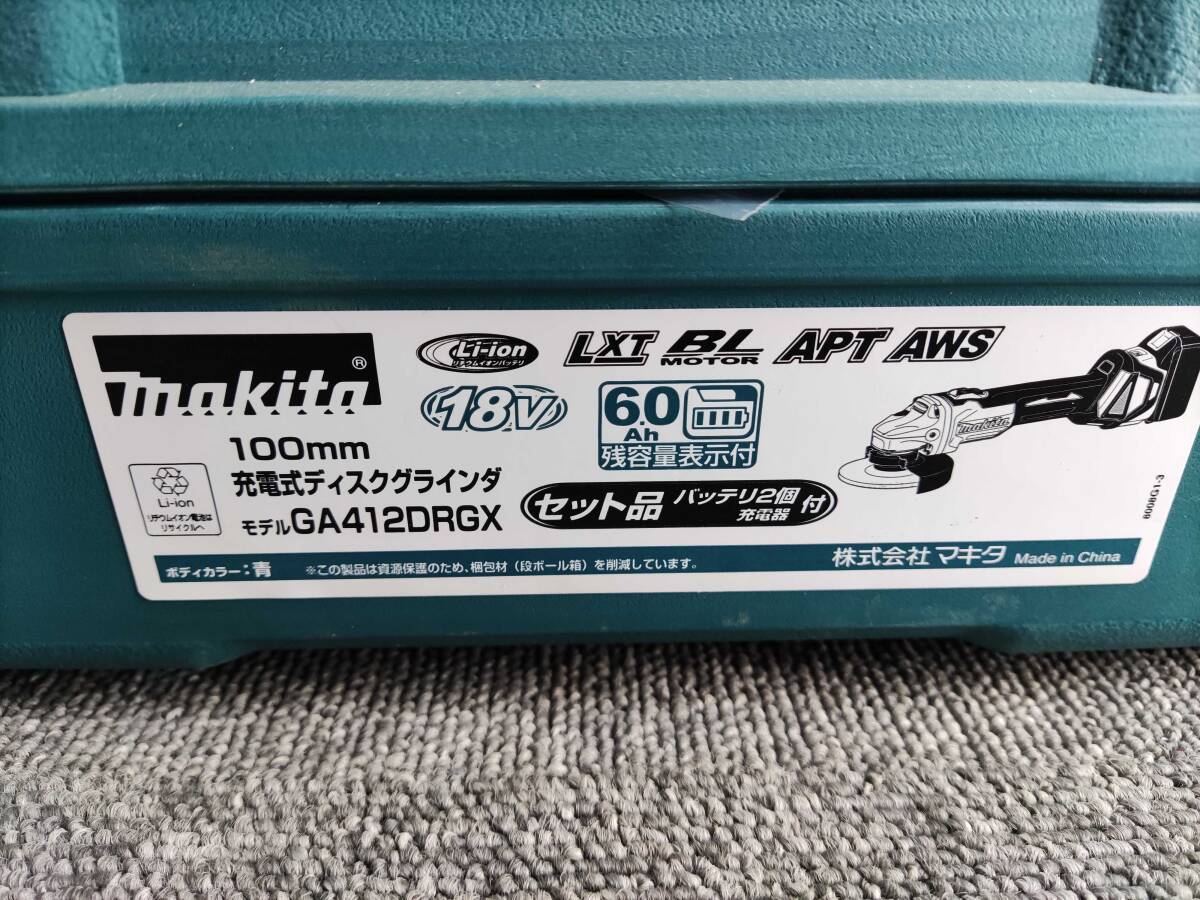 makita®
Li-ion
リチウムイオンバッテリ
LXT
BL
MOTOR
APT
AWS
18V
6.0
Ah
残容量表示付
100mm
充電式ディスクグラインダ
モデルGA412DRGX
セット品 バッテリ2個 充電器 付
Li-ion
リチウムイオン電池は
リサイクルへ
makita
ボディカラー:青
※この製品は資源保護のため、梱包材(段ボール箱)を削減しています。
株式会社マキタ Made in China